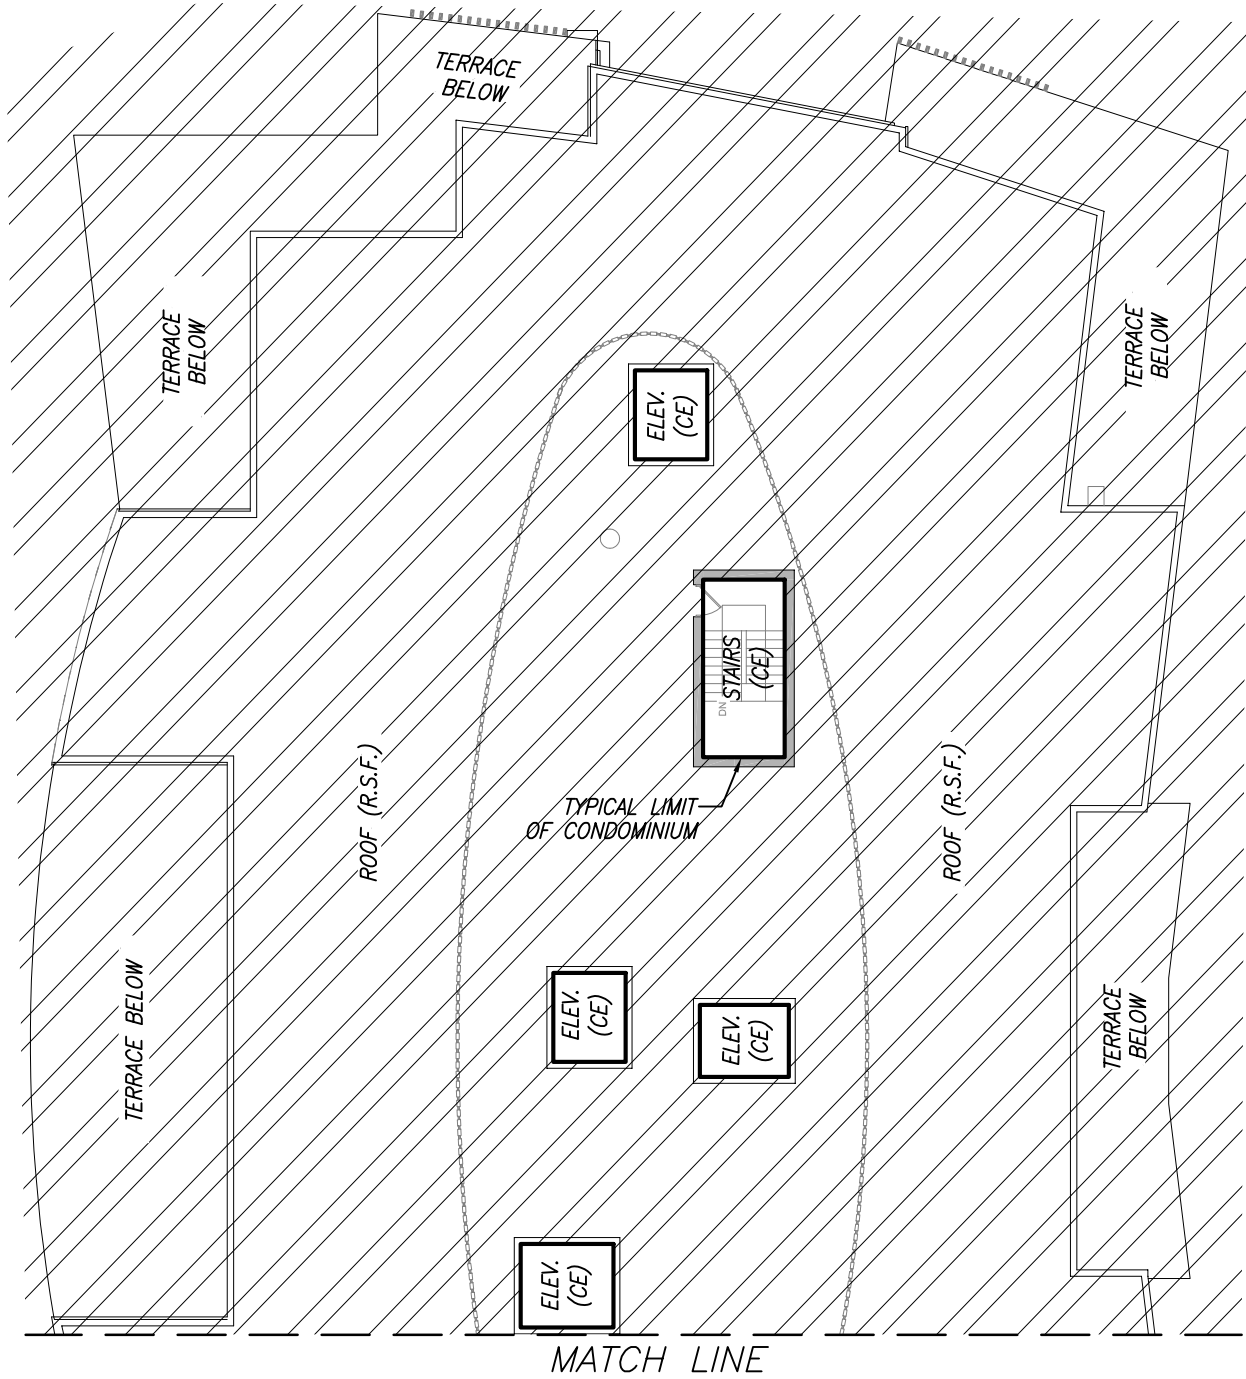 TERRACE
BELOW
TERRACE
BELOW
TERRACE
BELOW
ELEV.
(CE)
STAIRS
(CE)
DN
TYPICAL LIMIT
OF CONDOMINIUM
ROOF (R.S.F.)
ROOF (R.S.F.)
TERRACE BELOW
ELEV.
(CE)
ELEV.
(CE)
TERRACE
BELOW
ELEV.
(CE)
MATCH LINE